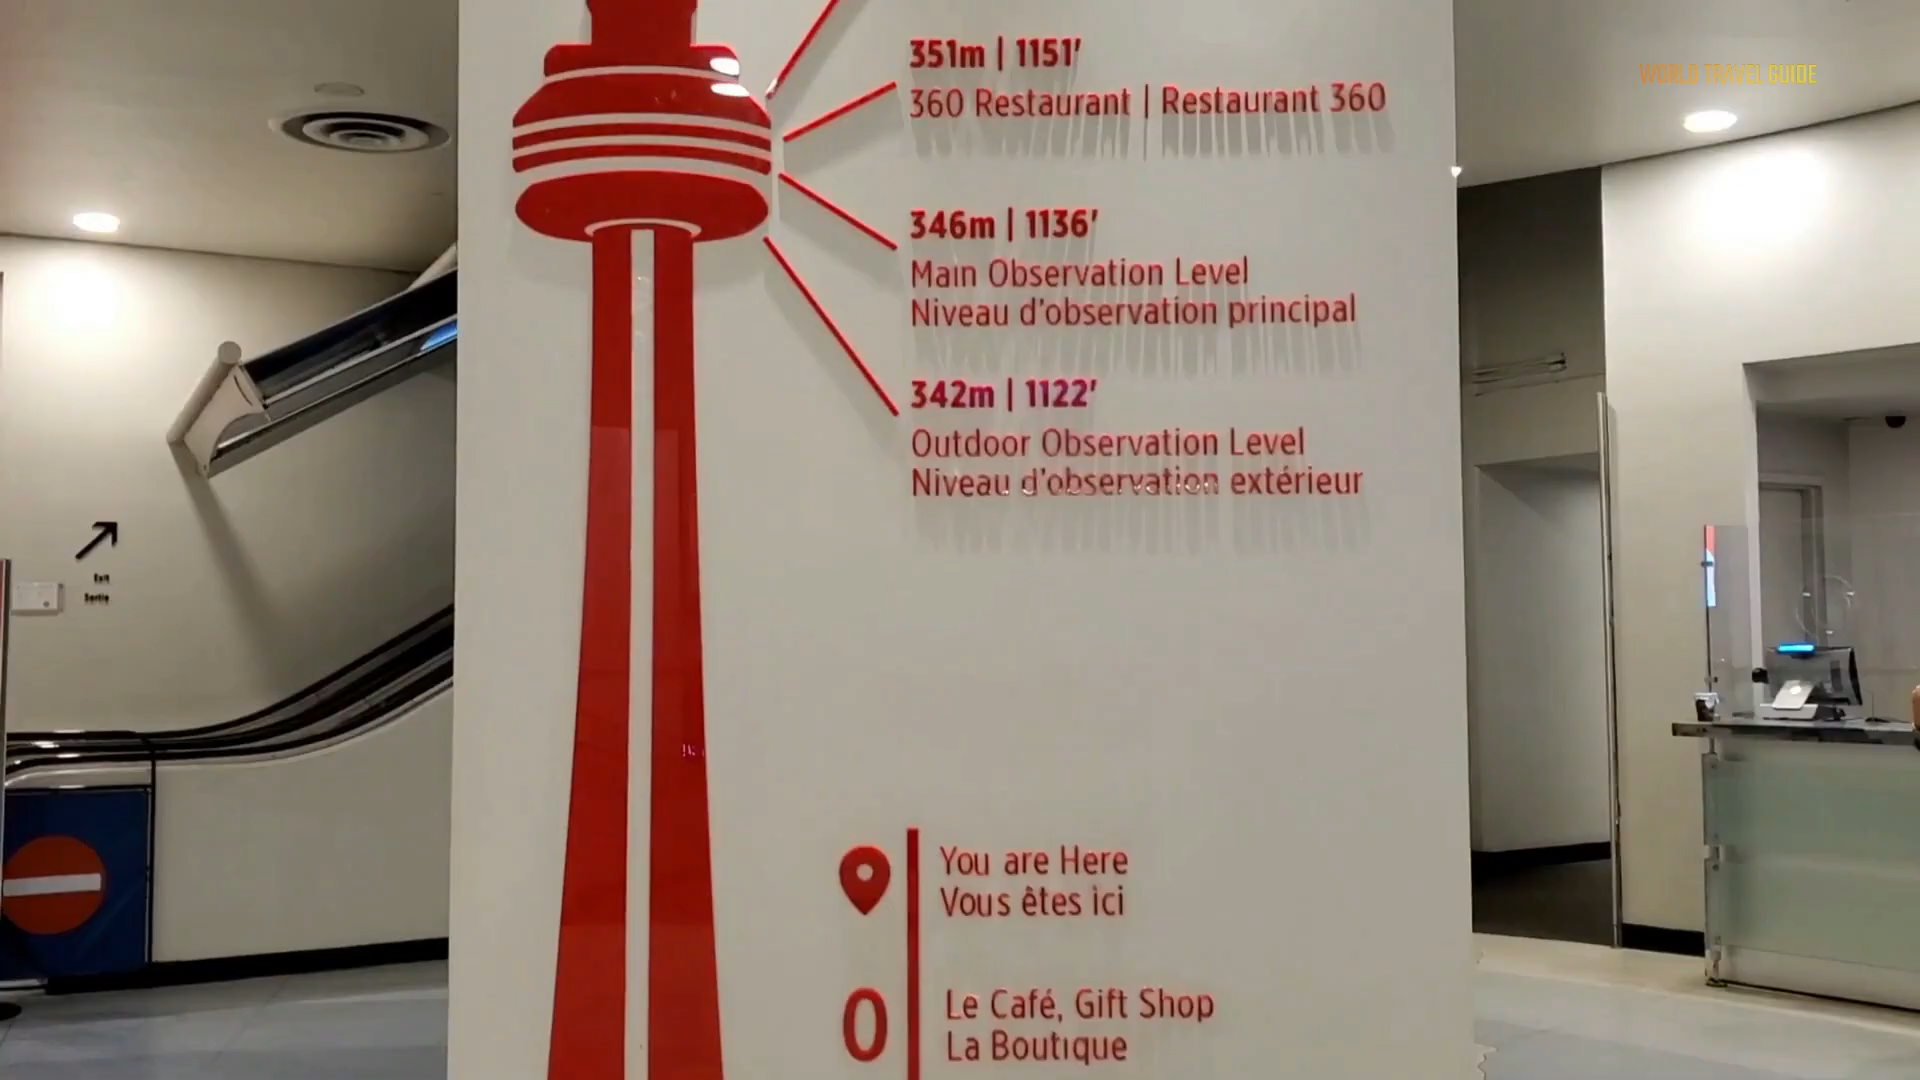 WORLD TRAVEL GUIDE
351m | 1151'
360 Restaurant | Restaurant 360
346m | 1136'
Main Observation Level
Niveau d'observation principal
342m | 1122'
Outdoor Observation Level
Niveau d'observation extérieur
Exit
Sortie
You are Here
Vous êtes ici
0
Le Café, Gift Shop
La Boutique